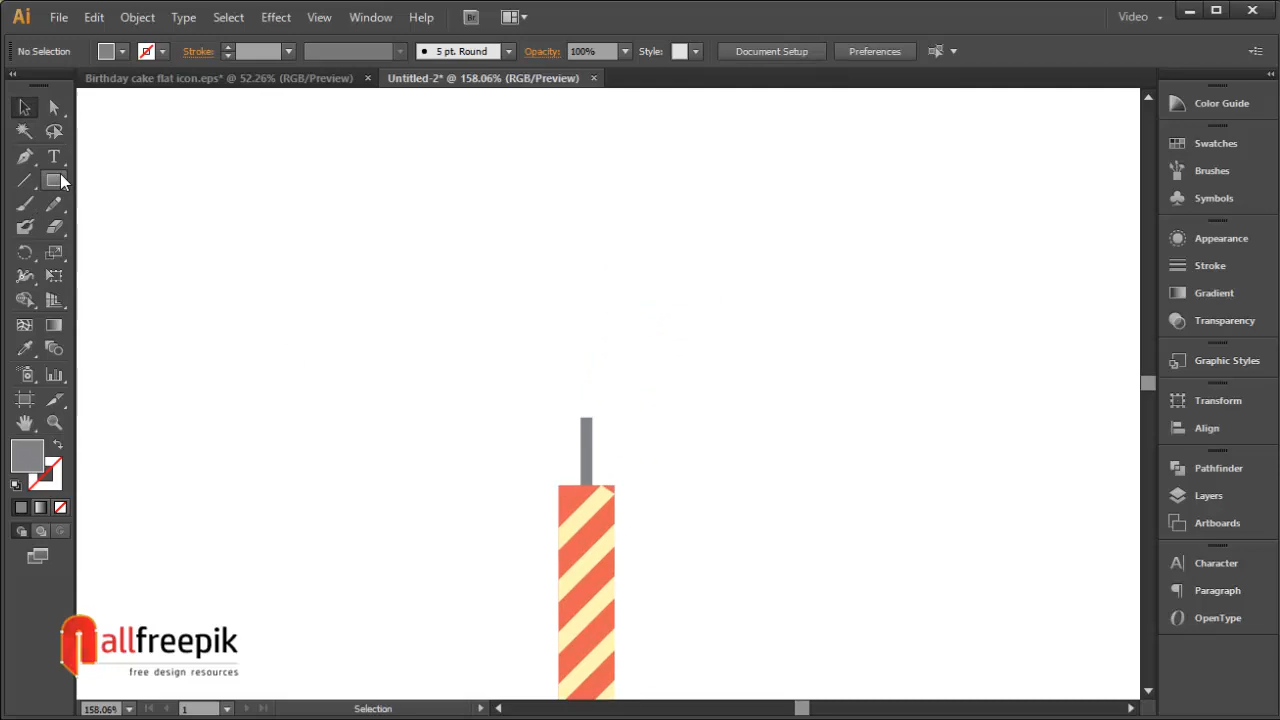 Ai File Edit Object Type Select Effect View Window Help Br Video
No Selection Stroke: 5 pt. Round Opacity: 100% Style: Document Setup Preferences
Birthday cake flat icon.eps* @ 52.26% (RGB/Preview) Untitled-2* @ 158.06% (RGB/Preview)
Color Guide
Swatches
Brushes
Symbols
Appearance
Stroke
Gradient
Transparency
Graphic Styles
Transform
Align
Pathfinder
Layers
Artboards
Character
Paragraph
OpenType
allfreepik
free design resources
158.06% 1 Selection